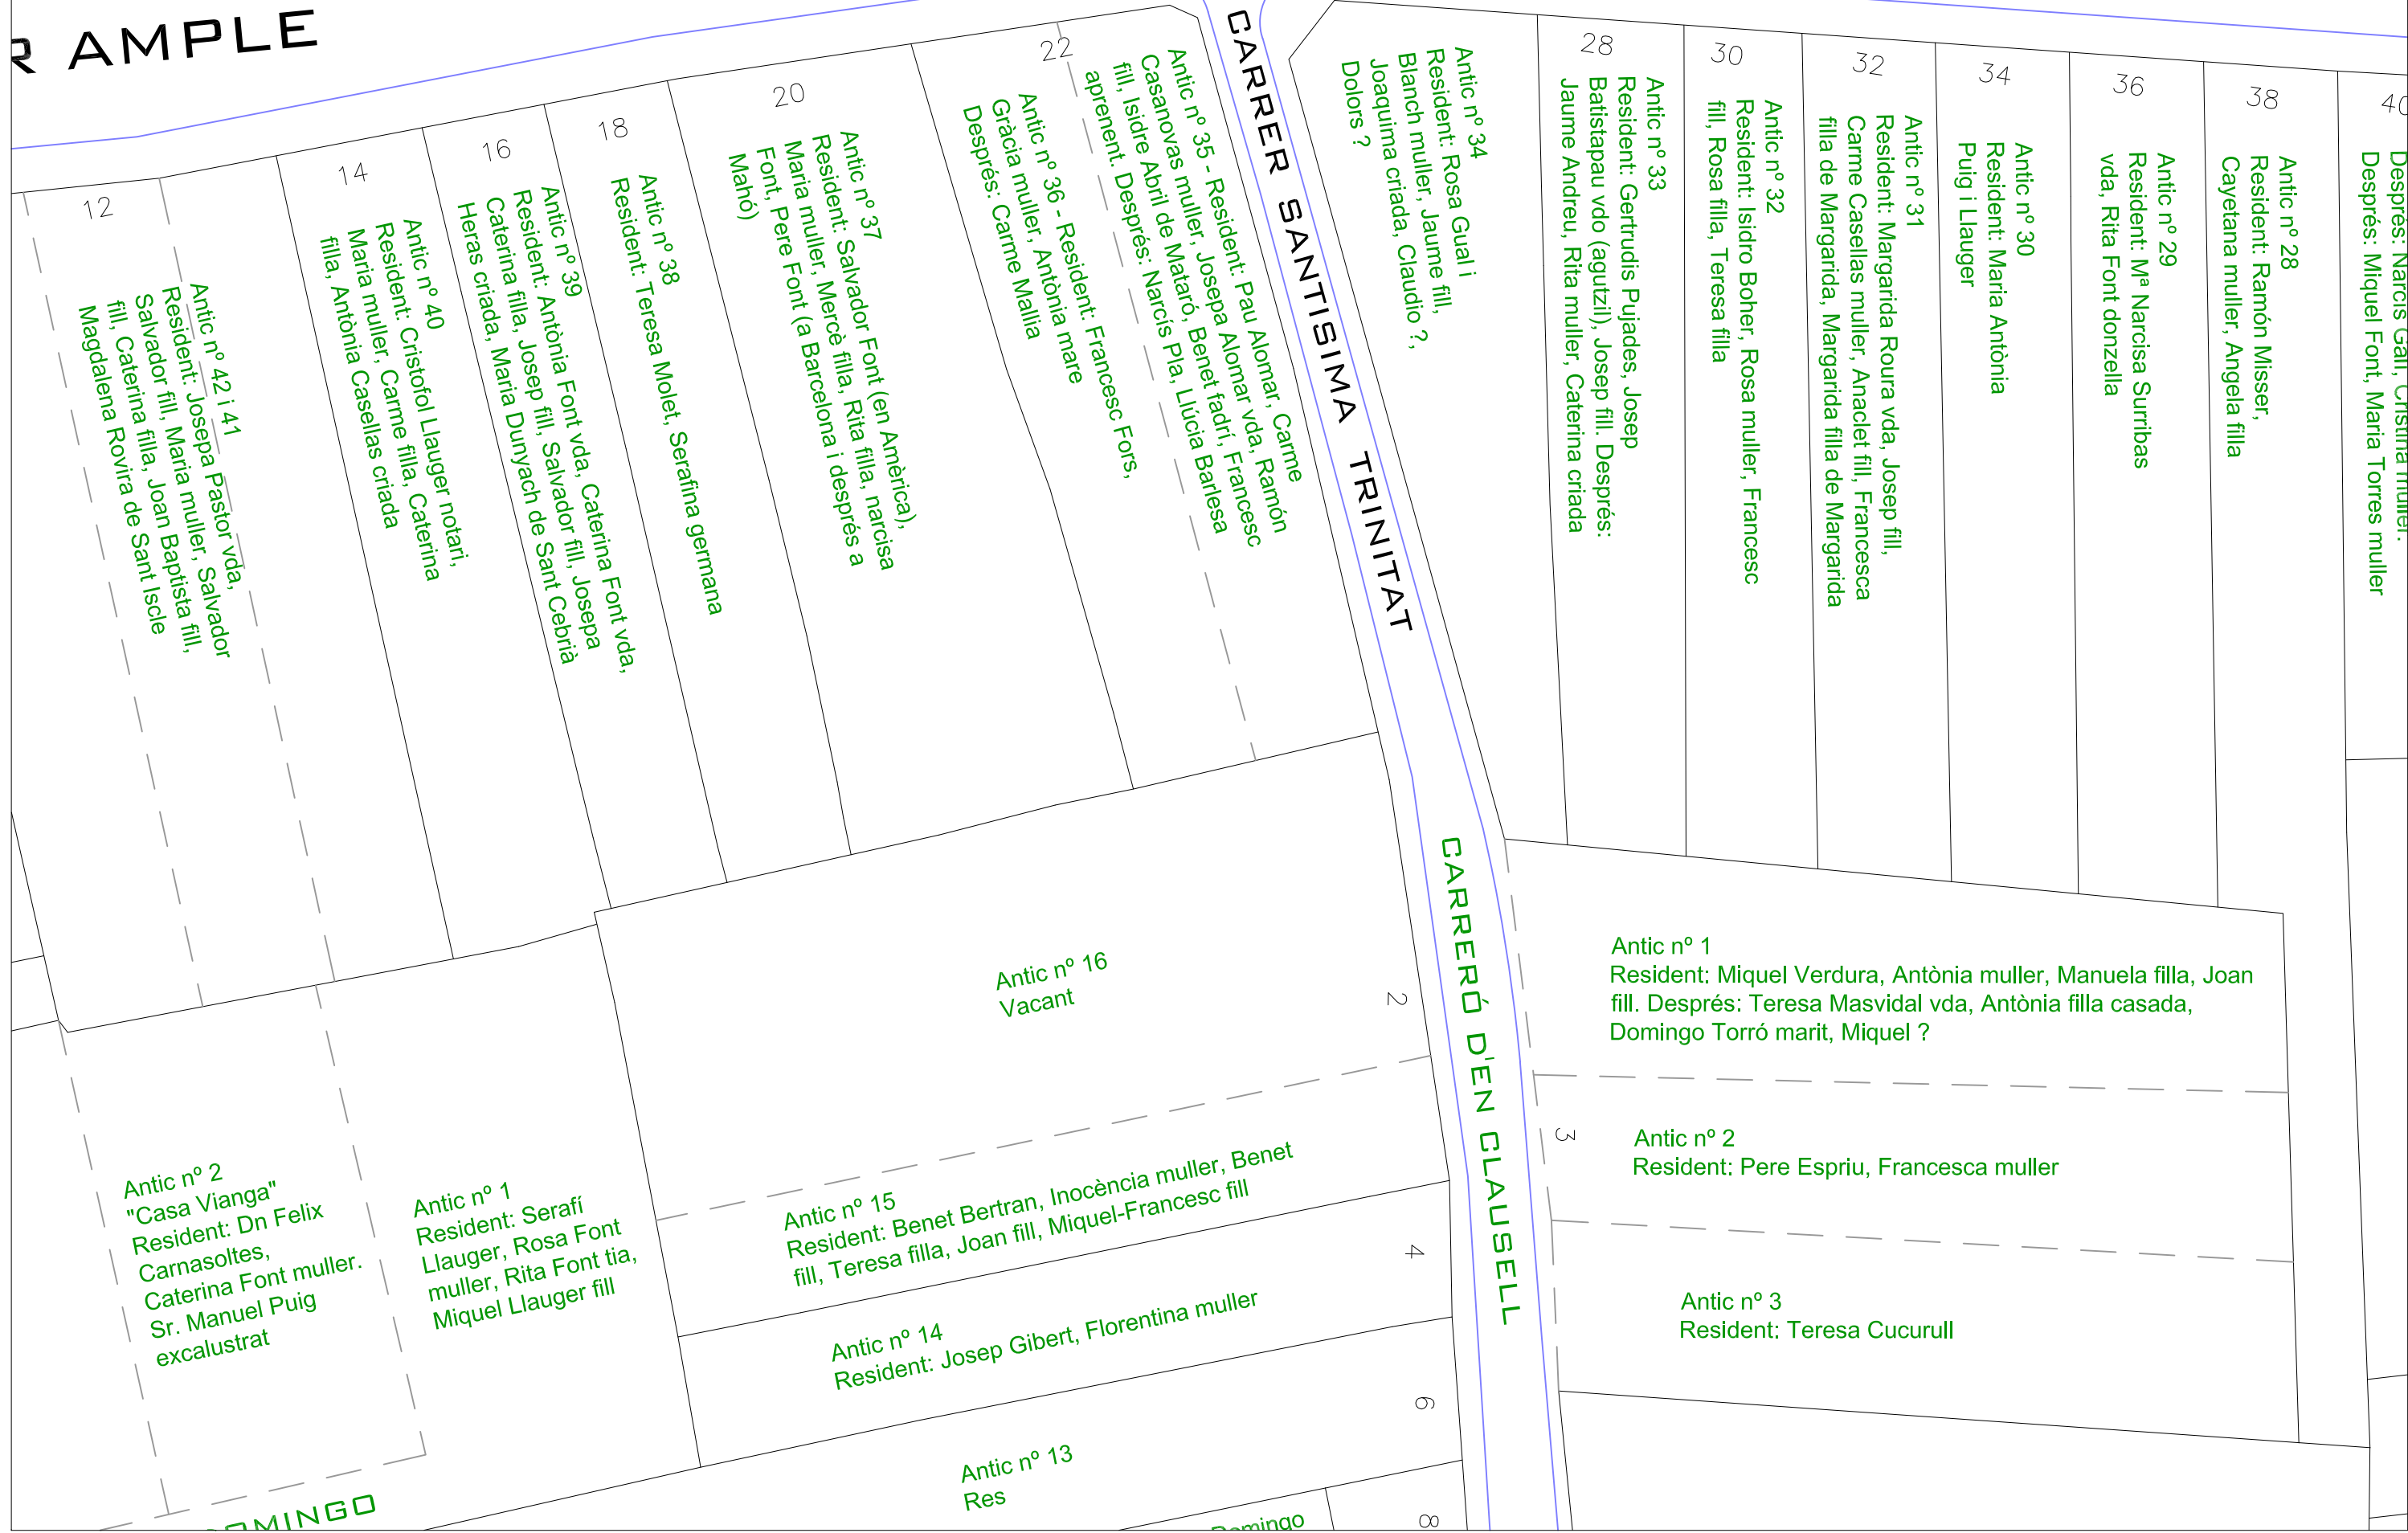 R AMPLE
12
Antic nº 42 i 41
Resident: Josepa Pastor vda,
Salvador fill, Maria muller, Salvador
fill, Caterina filla, Joan Baptista fill,
Magdalena Rovira de Sant Iscle
14
Antic nº 40
Resident: Cristofol Llauger notari,
Maria muller, Carme filla, Caterina
filla, Antònia Casellas criada
16
Antic nº 39
Resident: Antònia Font vda, Caterina Font vda,
Caterina filla, Josep fill, Salvador fill, Josepa
Heras criada, Maria Dunyach de Sant Cebrià
18
Antic nº 38
Resident: Teresa Molet, Serafina germana
20
Antic nº 37
Resident: Salvador Font (en Amèrica),
Maria muller, Mercè filla, Rita filla, narcisa
Font, Pere Font (a Barcelona i després a
Mahó)
22
Antic nº 36 - Resident: Francesc Fors,
Gràcia muller, Antònia mare
Després: Carme Mallia
Antic nº 35 - Resident: Pau Alomar, Carme
Casanovas muller, Josepa Alomar vda, Ramón
fill, Isidre Abril de Mataró, Benet fadrí, Francesc
aprenent. Després: Narcis Pla, Llúcia Barlesa
CARRER SANTISIMA TRINITAT
Antic nº 34
Resident: Rosa Gual i
Blanch muller, Jaume fill,
Joaquima criada, Claudio ?,
Dolors ?
28
Antic nº 33
Resident: Gertrudis Pujades, Josep
Batistapau vdo (agutzil), Josep fill. Després:
Jaume Andreu, Rita muller, Caterina criada
30
Antic nº 32
Resident: Isidro Boher, Rosa muller, Francesc
fill, Rosa filla, Teresa filla
32
Antic nº 31
Resident: Margarida Roura vda, Josep fill,
Carme Casellas muller, Anaclet fill, Francesca
filla de Margarida, Margarida filla de Margarida
34
Antic nº 30
Resident: Maria Antònia
Puig i Llauger
36
Antic nº 29
Resident: Mª Narcisa Surribas
vda, Rita Font donzella
38
Antic nº 28
Resident: Ramón Misser,
Cayetana muller, Angela filla
40
Després: Narcís Galí, Cristina muller.
Després: Miquel Font, Maria Torres muller
CARRERÓ D'EN CLAUSELL
Antic nº 16
Vacant
2
Antic nº 15
Resident: Benet Bertran, Inocència muller, Benet
fill, Teresa filla, Joan fill, Miquel-Francesc fill
4
Antic nº 14
Resident: Josep Gibert, Florentina muller
6
Antic nº 13
Res
8
Domingo
Antic nº 1
Resident: Miquel Verdura, Antònia muller, Manuela filla, Joan
fill. Després: Teresa Masvidal vda, Antònia filla casada,
Domingo Torró marit, Miquel ?
3
Antic nº 2
Resident: Pere Espriu, Francesca muller
Antic nº 3
Resident: Teresa Cucurull
Antic nº 2
"Casa Vianga"
Resident: Dn Felix
Carnasoltes,
Caterina Font muller.
Sr. Manuel Puig
excalustrat
Antic nº 1
Resident: Serafí
Llauger, Rosa Font
muller, Rita Font tia,
Miquel Llauger fill
OMINGO